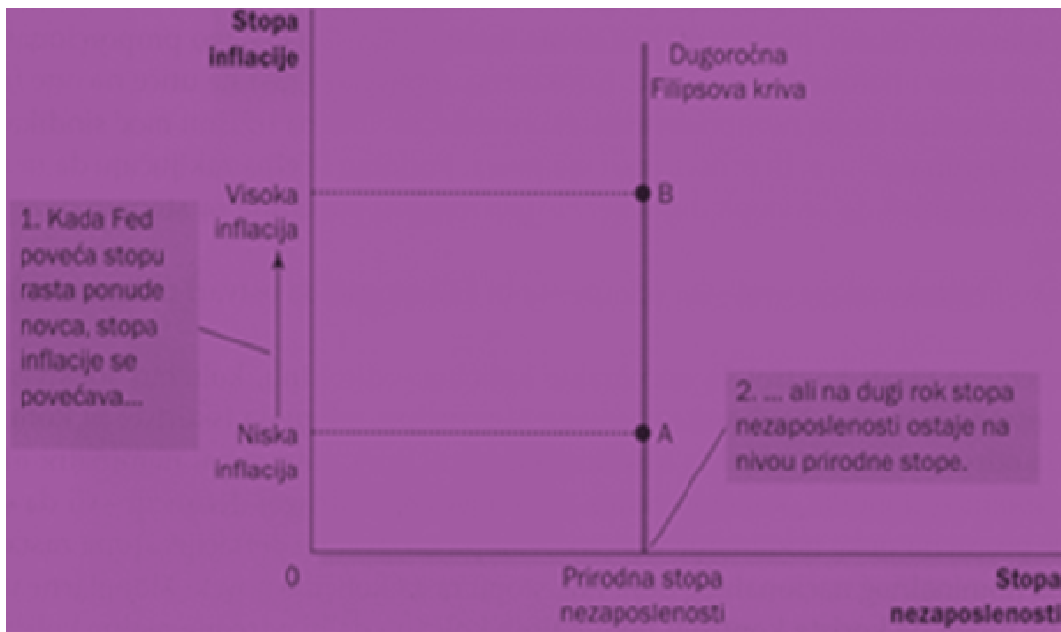 Stopa
inflacije
Dugoročna
Filipsova kriva
Visoka
inflacija
B
1. Kada Fed
poveća stopu
rasta ponude
novca, stopa
inflacije se
povećava...
Niska
inflacija
A
2. ... ali na dugi rok stopa
nezaposlenosti ostaje na
nivou prirodne stope.
0
Prirodna stopa
nezaposlenosti
Stopa
nezaposlenosti